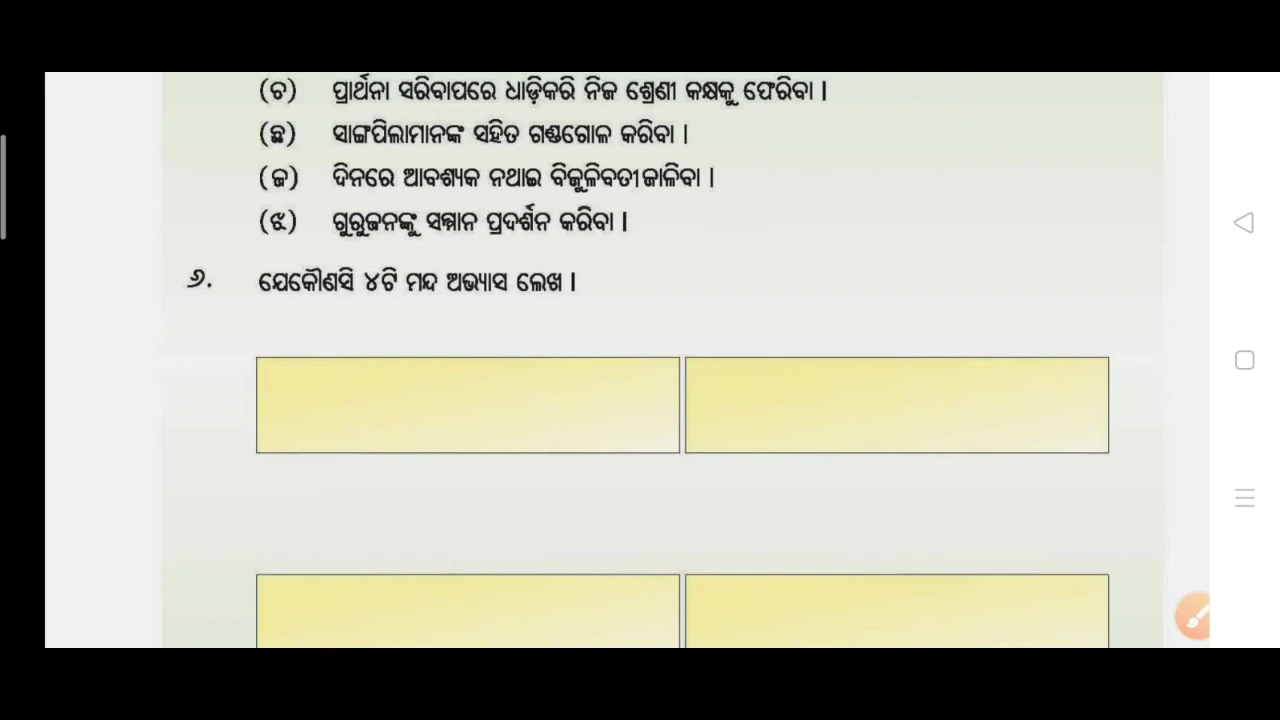 (ଚ) ପ୍ରାର୍ଥନା ସରିବାପରେ ଧାଡ଼ିକରି ନିଜ ଶ୍ରେଣୀ କକ୍ଷକୁ ଫେରିବା ।
(ଛ) ସାଙ୍ଗପିଲାମାନଙ୍କ ସହିତ ଗଣ୍ଡଗୋଳ କରିବା ।
(ଜ) ଦିନରେ ଆବଶ୍ୟକ ନଥାଇ ବିଜୁଳିବତୀ ଜାଳିବା ।
(ଝ) ଗୁରୁଜନଙ୍କୁ ସମ୍ମାନ ପ୍ରଦର୍ଶନ କରିବା ।
୬. ଯେକୌଣସି ୪ଟି ମନ୍ଦ ଅଭ୍ୟାସ ଲେଖ ।